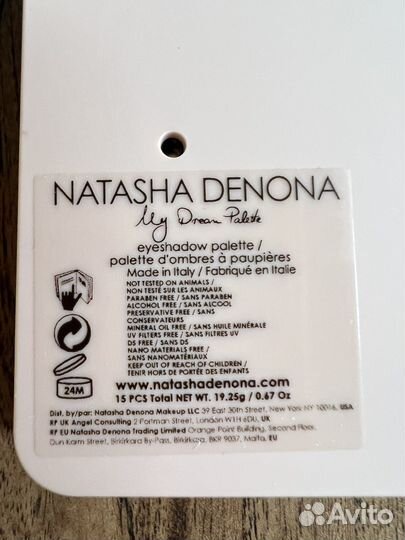 NATASHA DENONA
My Dream Palette
eyeshadow palette /
palette d'ombres à paupières
Made in Italy / Fabriqué en Italie
NOT TESTED ON ANIMALS /
NON TESTÉ SUR LES ANIMAUX
PARABEN FREE / SANS PARABEN
ALCOHOL FREE / SANS ALCOOL
PRESERVATIVE FREE / SANS
CONSERVATEURS
MINERAL OIL FREE / SANS HUILE MINÉRALE
UV FILTERS FREE / SANS FILTRES UV
DS FREE / SANS DS
NANO MATERIALS FREE /
SANS NANOMATÉRIAUX
KEEP OUT OF REACH OF CHILDREN /
TENIR HORS DE PORTÉE DES ENFANTS
24M
www.natashadenona.com
15 PCS Total NET WT. 19.25g / 0.67 Oz
Dist. by/par: Natasha Denona Makeup LLC 39 East 30th Street, New York NY 10016, USA
RP UK Angel Consulting 2 Portman Street, London W1H 6DU, UK
RP EU Natasha Denona Trading Limited Orange Point Building, Second Floor,
Dun Karm Street, Birkirkara By-Pass, Birkirkara, BKR 9037, Malta, EU
Avito